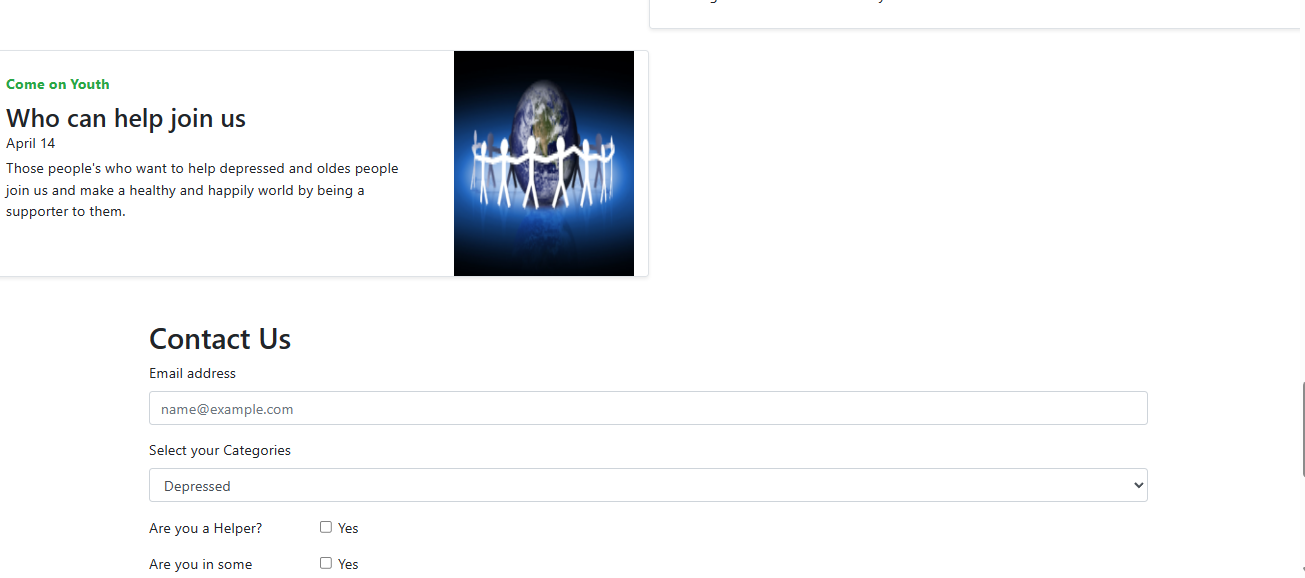 Come on Youth
Who can help join us
April 14
Those people's who want to help depressed and oldes people
join us and make a healthy and happily world by being a
supporter to them.
Contact Us
Email address
name@example.com
Select your Categories
Depressed
Are you a Helper? Yes
Are you in some Yes